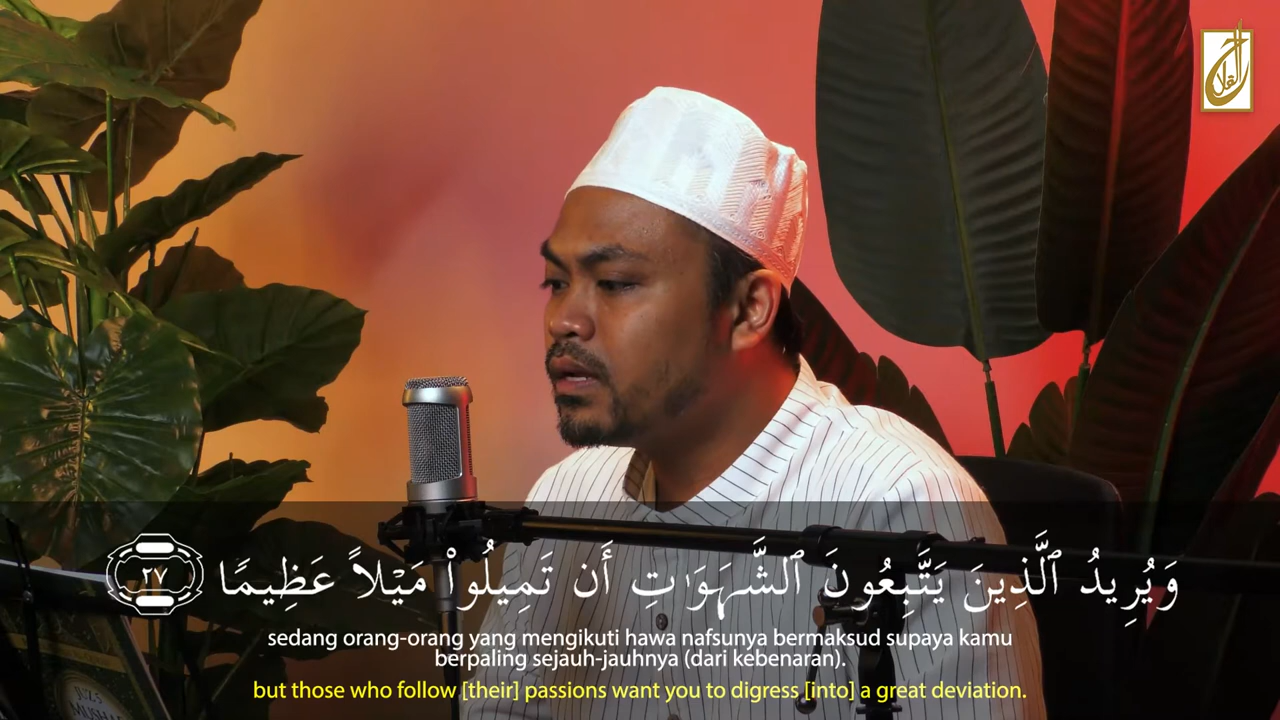 وَيُرِيدُ ٱلَّذِينَ يَتَّبِعُونَ ٱلشَّهَوَٰتِ أَن تَمِيلُوا۟ مَيْلًا عَظِيمًا ٢٧
sedang orang-orang yang mengikuti hawa nafsunya bermaksud supaya kamu
berpaling sejauh-jauhnya (dari kebenaran).
but those who follow [their] passions want you to digress [into] a great deviation.